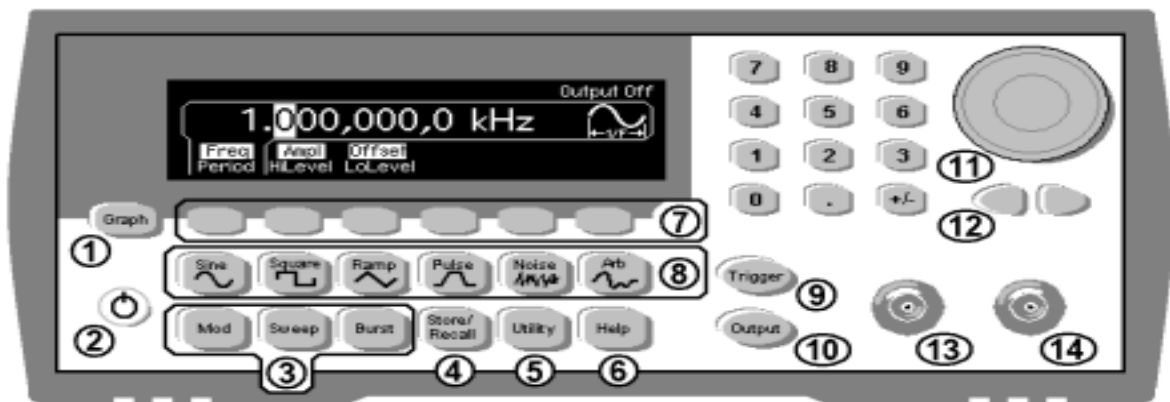 Output Off
1.000,000,0 kHz
1/F
Freq Ampl Offset
Period HiLevel LoLevel
7 8 9
4 5 6
1 2 3
11
0 . +/-
12
Graph
7
1
Sine Square Ramp Pulse Noise Arb
8
Trigger
9
2
Mod Sweep Burst Store/
Recall Utility Help
Output
10
13
14
3
4
5
6